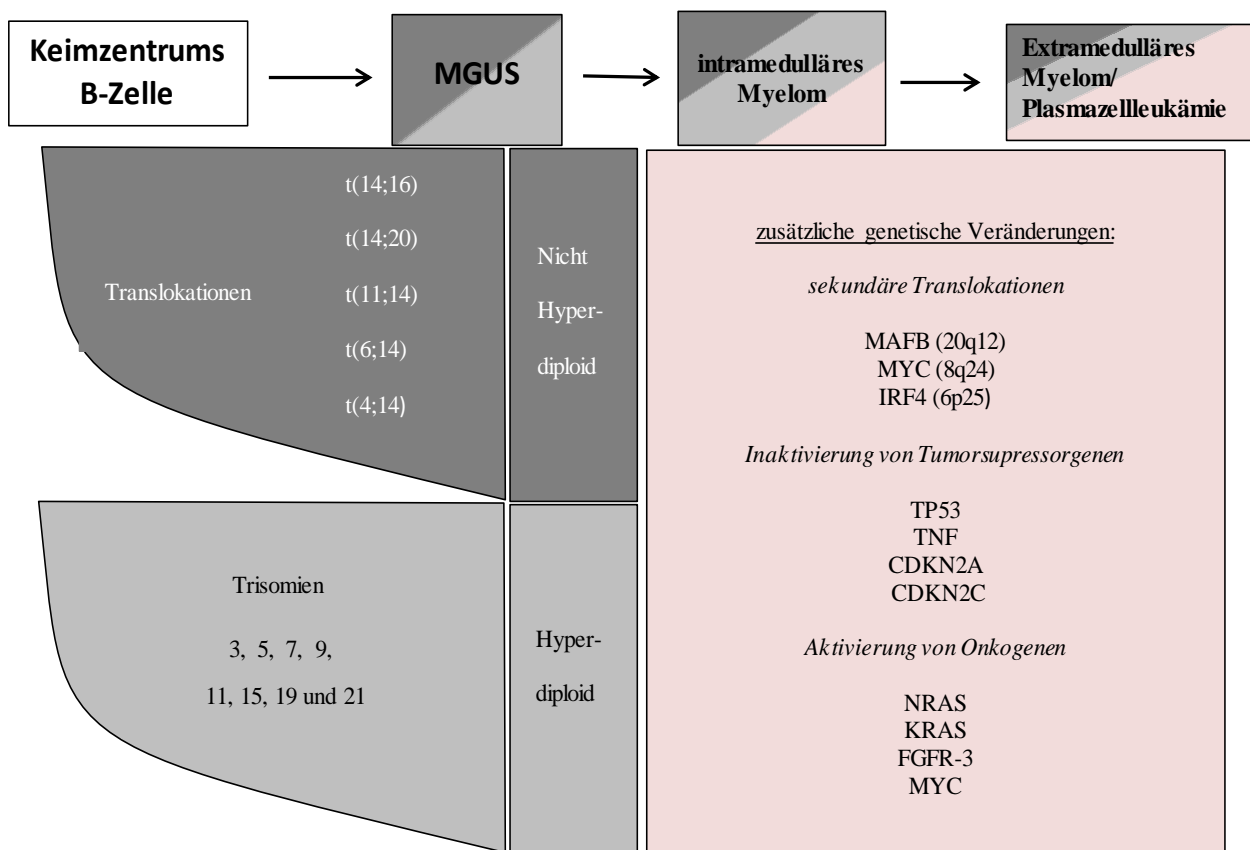 Keimzentrums
B-Zelle
MGUS
intramedulläres
Myelom
Extramedulläres
Myelom/
Plasmazellleukämie
Translokationen
t(14;16)
t(14;20)
t(11;14)
t(6;14)
t(4;14)
Nicht
Hyper-
diploid
Trisomien
3, 5, 7, 9,
11, 15, 19 und 21
Hyper-
diploid
zusätzliche genetische Veränderungen:
sekundäre Translokationen
MAFB (20q12)
MYC (8q24)
IRF4 (6p25)
Inaktivierung von Tumorsupressorgenen
TP53
TNF
CDKN2A
CDKN2C
Aktivierung von Onkogenen
NRAS
KRAS
FGFR-3
MYC